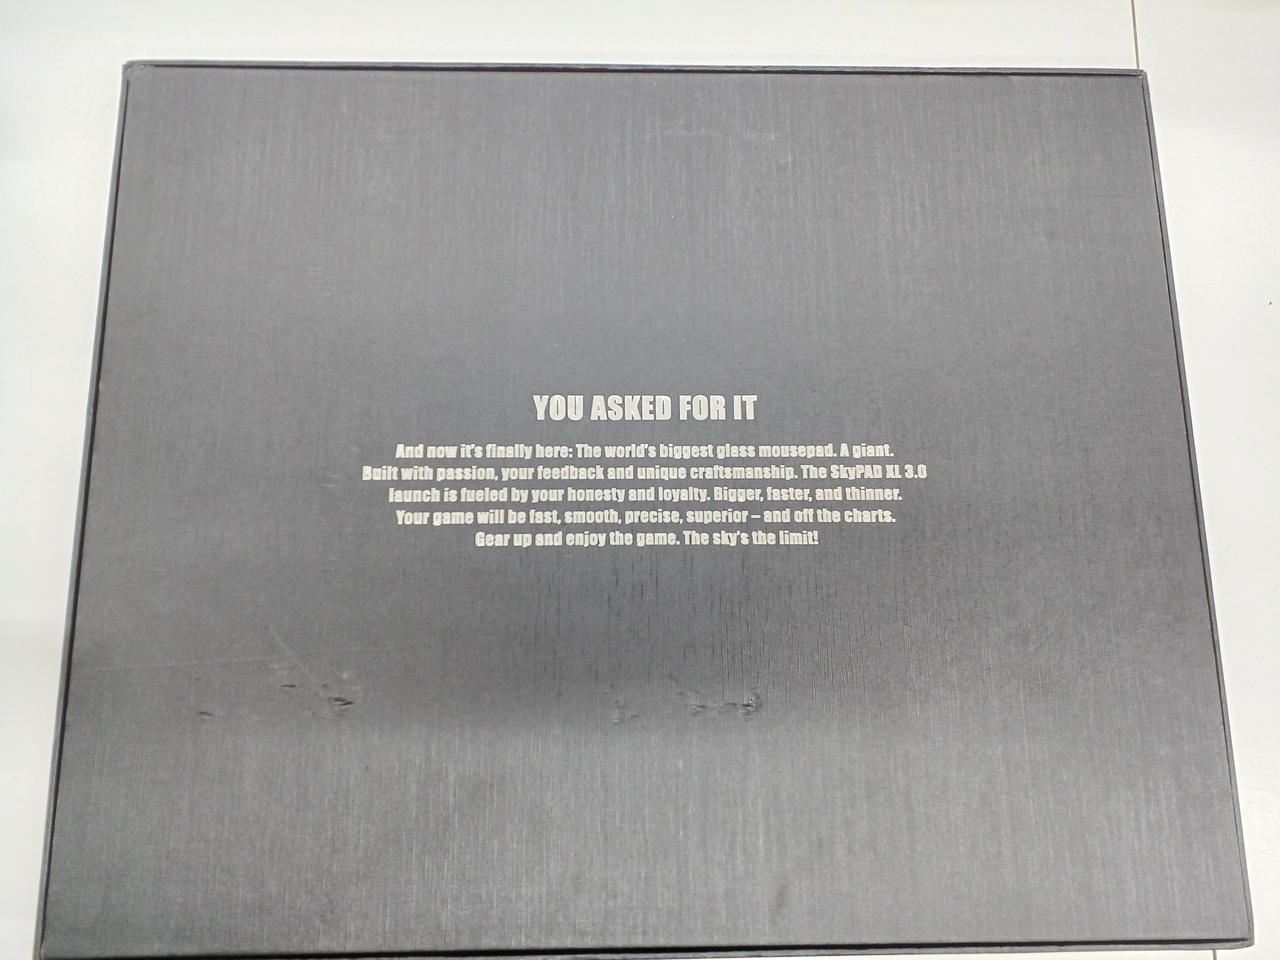 YOU ASKED FOR IT
And now it's finally here: The world's biggest glass mousepad. A giant.
Built with passion, your feedback and unique craftsmanship. The SkyPAD XL 3.0
launch is fueled by your honesty and loyalty. Bigger, faster, and thinner.
Your game will be fast, smooth, precise, superior – and off the charts.
Gear up and enjoy the game. The sky's the limit!